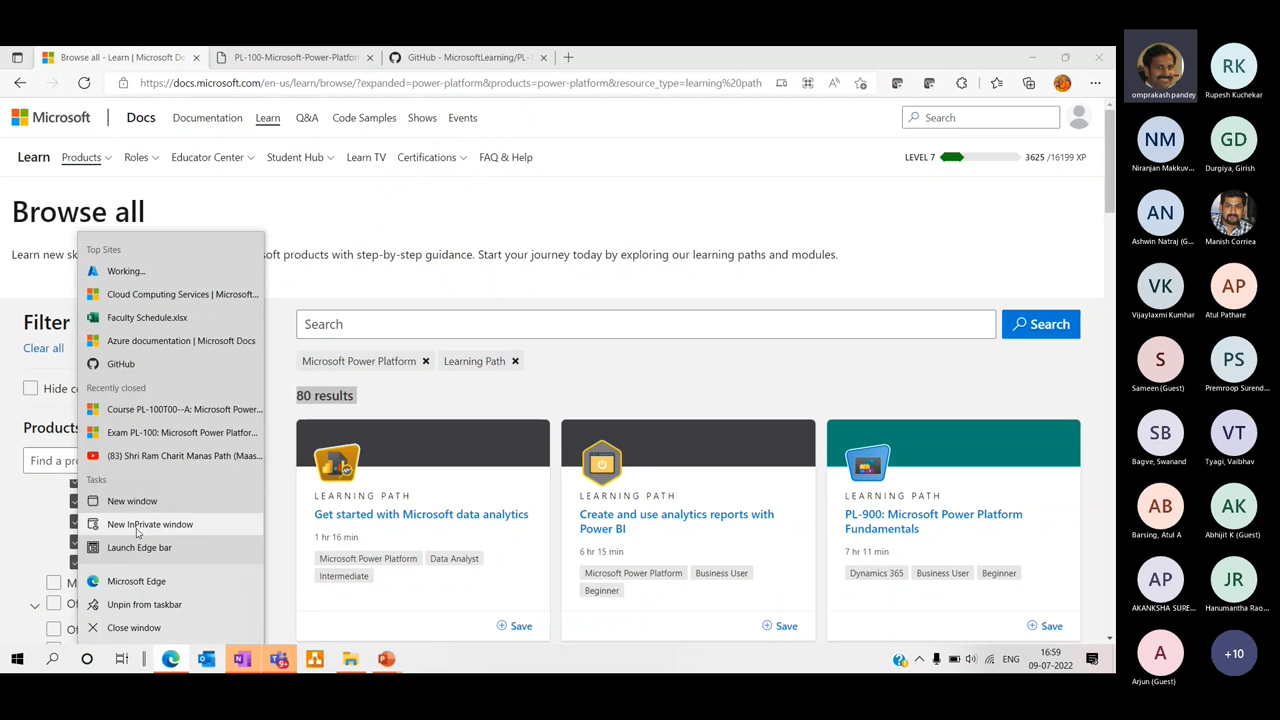 Browse all - Learn | Microsoft De
PL-100-Microsoft-Power-Platform
GitHub - MicrosoftLearning/PL-
https://docs.microsoft.com/en-us/learn/browse/?expanded=power-platform&products=power-platform&resource_type=learning%20path
Microsoft
Docs
Documentation
Learn
Q&A
Code Samples
Shows
Events
Search
Learn
Products
Roles
Educator Center
Student Hub
Learn TV
Certifications
FAQ & Help
LEVEL 7
3625 /16199 XP
Browse all
Learn new sk
soft products with step-by-step guidance. Start your journey today by exploring our learning paths and modules.
Filter
Clear all
Hide co
Products
Find a pro
M
Of
Of
Top Sites
Working...
Cloud Computing Services | Microsoft...
Faculty Schedule.xlsx
Azure documentation | Microsoft Docs
GitHub
Recently closed
Course PL-100T00--A: Microsoft Power...
Exam PL-100: Microsoft Power Platfor...
(83) Shri Ram Charit Manas Path (Maas...
Tasks
New window
New InPrivate window
Launch Edge bar
Microsoft Edge
Unpin from taskbar
Close window
Search
Search
Microsoft Power Platform
Learning Path
80 results
LEARNING PATH
Get started with Microsoft data analytics
1 hr 16 min
Microsoft Power Platform
Data Analyst
Intermediate
Save
LEARNING PATH
Create and use analytics reports with
Power BI
6 hr 15 min
Microsoft Power Platform
Business User
Beginner
Save
LEARNING PATH
PL-900: Microsoft Power Platform
Fundamentals
7 hr 11 min
Dynamics 365
Business User
Beginner
Save
ENG
16:59
09-07-2022
omprakash pandey
RK
Rupesh Kuchekar
NM
Niranjan Makkuv...
GD
Durgiya, Girish
AN
Ashwin Natraj (G...
Manish Corriea
VK
Vijaylaxmi Kumhar
AP
Atul Pathare
S
Sameen (Guest)
PS
Premroop Surend...
SB
Bagve, Swanand
VT
Tyagi, Vaibhav
AB
Barsing, Atul A
AK
Abhijit K (Guest)
AP
AKANKSHA SURE...
JR
Hanumantha Rao...
A
Arjun (Guest)
+10